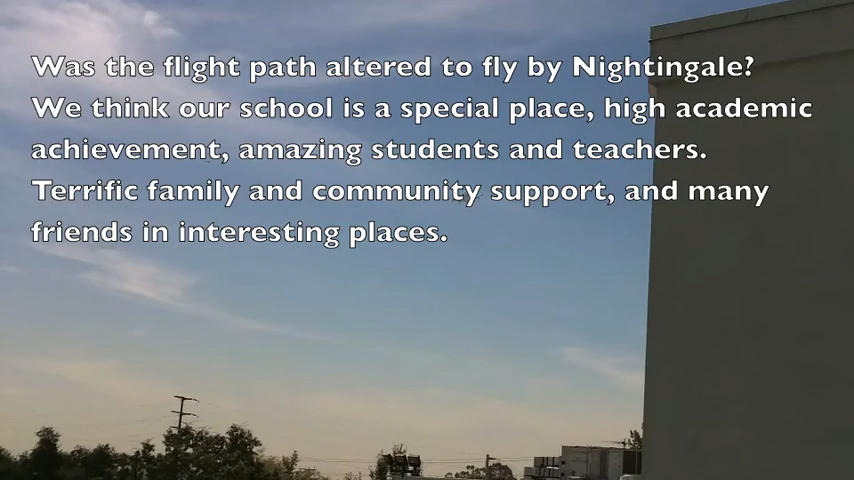 Was the flight path altered to fly by Nightingale?
We think our school is a special place, high academic
achievement, amazing students and teachers.
Terrific family and community support, and many
friends in interesting places.